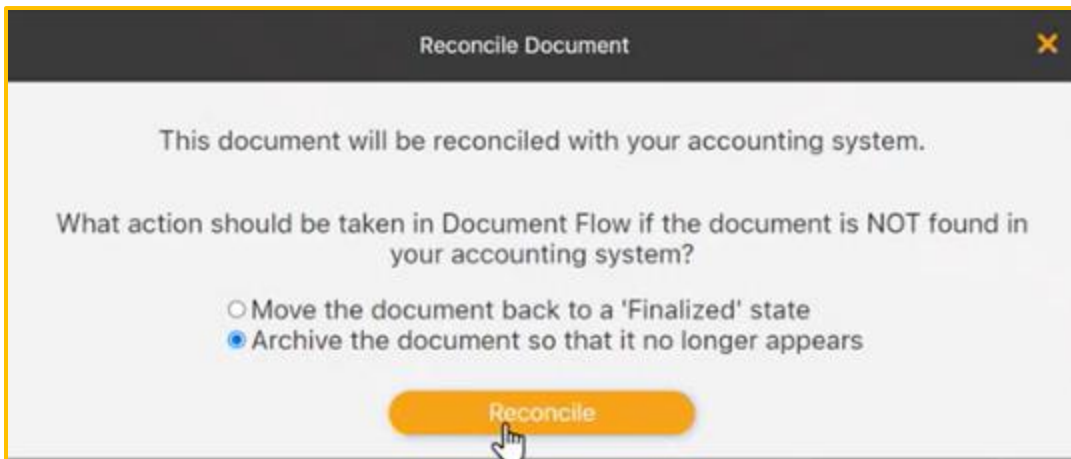 Reconcile Document
This document will be reconciled with your accounting system.
What action should be taken in Document Flow if the document is NOT found in
your accounting system?
Move the document back to a 'Finalized' state
Archive the document so that it no longer appears
Reconcile